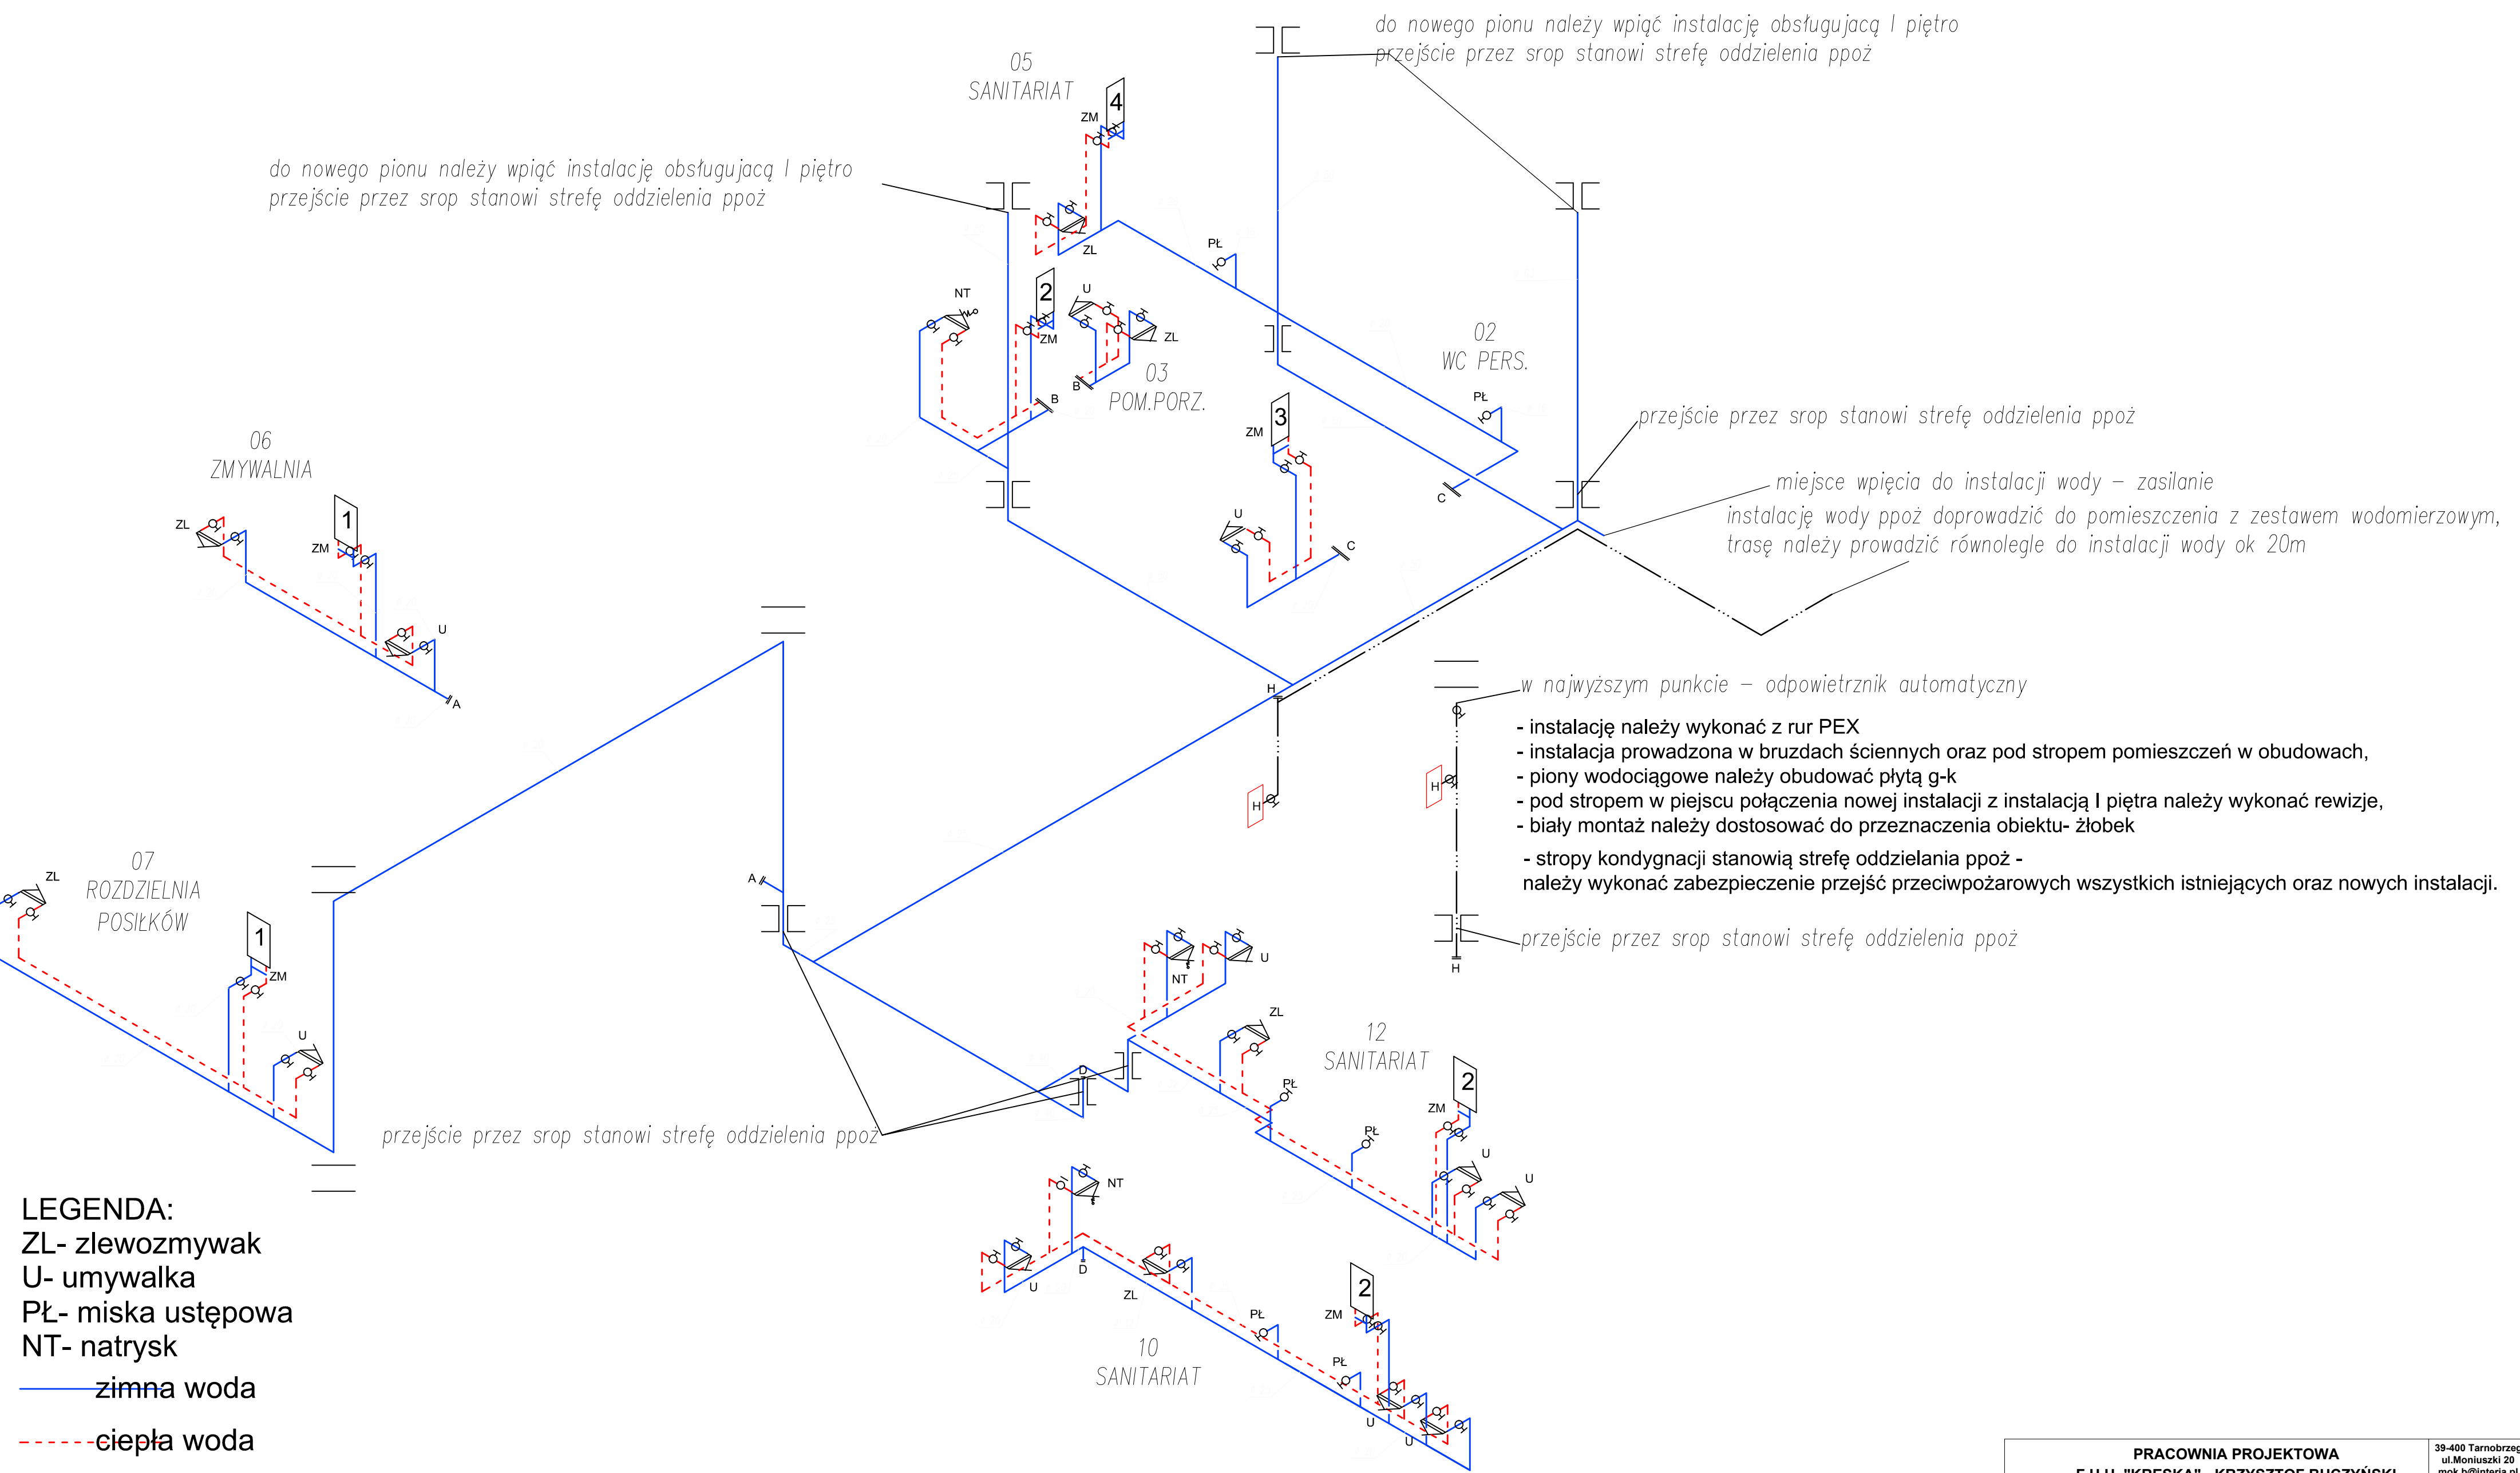 do nowego pionu należy wpiąć instalację obsługujacą I piętro
przejście przez srop stanowi strefę oddzielenia ppoż
05
SANITARIAT
4
ZM
do nowego pionu należy wpiąć instalację obsługujacą I piętro
przejście przez srop stanowi strefę oddzielenia ppoż
ZL
PŁ
NT
2
ZM
U
ZL
B
B
03
POM.PORZ.
02
WC PERS.
PŁ
3
ZM
C
U
C
przejście przez srop stanowi strefę oddzielenia ppoż
miejsce wpięcia do instalacji wody – zasilanie
instalację wody ppoż doprowadzić do pomieszczenia z zestawem wodomierzowym,
trasę należy prowadzić równolegle do instalacji wody ok 20m
06
ZMYWALNIA
ZL
1
ZM
U
A
H
H
w najwyższym punkcie – odpowietrznik automatyczny
- instalację należy wykonać z rur PEX
- instalacja prowadzona w bruzdach ściennych oraz pod stropem pomieszczeń w obudowach,
- piony wodociągowe należy obudować płytą g-k
- pod stropem w piejscu połączenia nowej instalacji z instalacją I piętra należy wykonać rewizje,
- biały montaż należy dostosować do przeznaczenia obiektu- żłobek
- stropy kondygnacji stanowią strefę oddzielania ppoż -
należy wykonać zabezpieczenie przejść przeciwpożarowych wszystkich istniejących oraz nowych instalacji.
H
przejście przez srop stanowi strefę oddzielenia ppoż
H
07
ROZDZIELNIA
POSIŁKÓW
ZL
1
ZM
U
A
D
przejście przez srop stanowi strefę oddzielenia ppoż
NT
U
ZL
PŁ
PŁ
12
SANITARIAT
2
ZM
U
U
NT
U
D
ZL
PŁ
PŁ
2
ZM
U
U
10
SANITARIAT
LEGENDA:
ZL- zlewozmywak
U- umywalka
PŁ- miska ustępowa
NT- natrysk
zimna woda
ciepła woda
PRACOWNIA PROJEKTOWA
F.U.H. "KRESKA" - KRZYSZTOF BUCZYŃSKI
39-400 Tarnobrzeg
ul.Moniuszki 20
mok.b@interia.pl